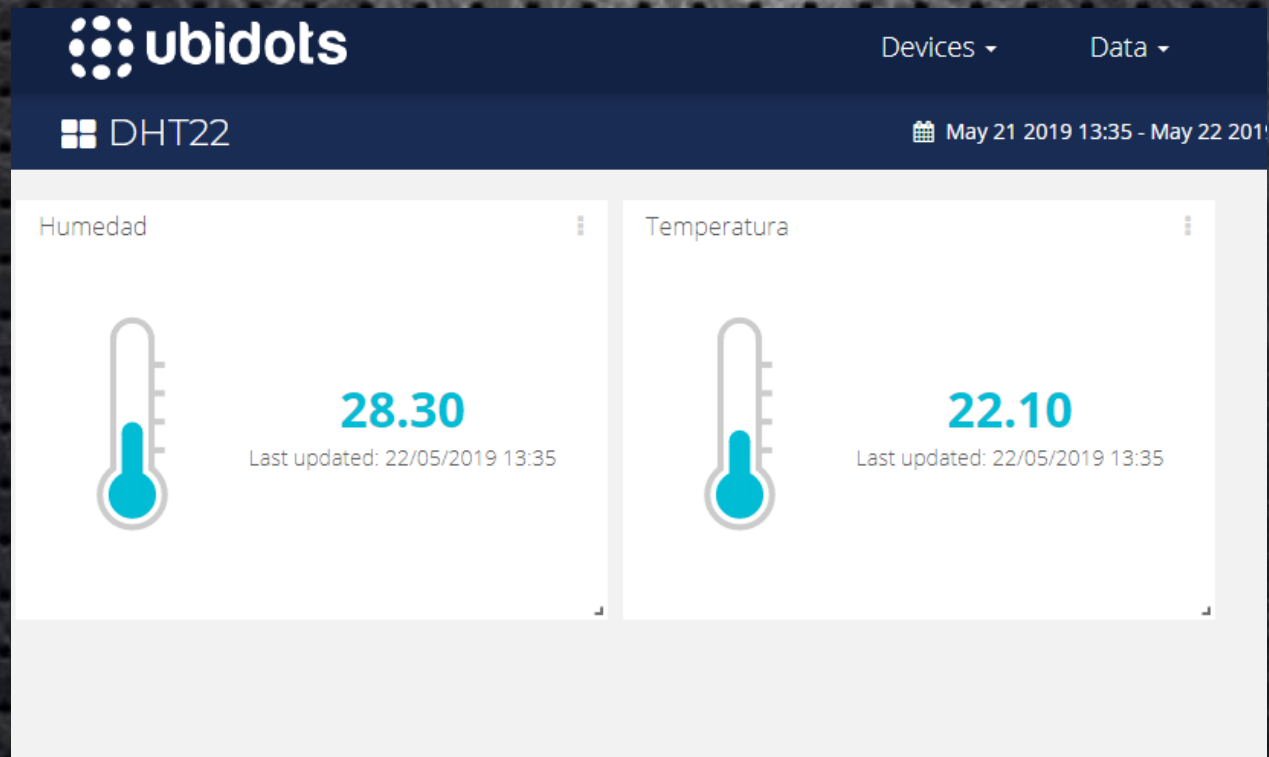 ubidots
Devices
Data
DHT22
May 21 2019 13:35 - May 22 201
Humedad
Temperatura
28.30
Last updated: 22/05/2019 13:35
22.10
Last updated: 22/05/2019 13:35